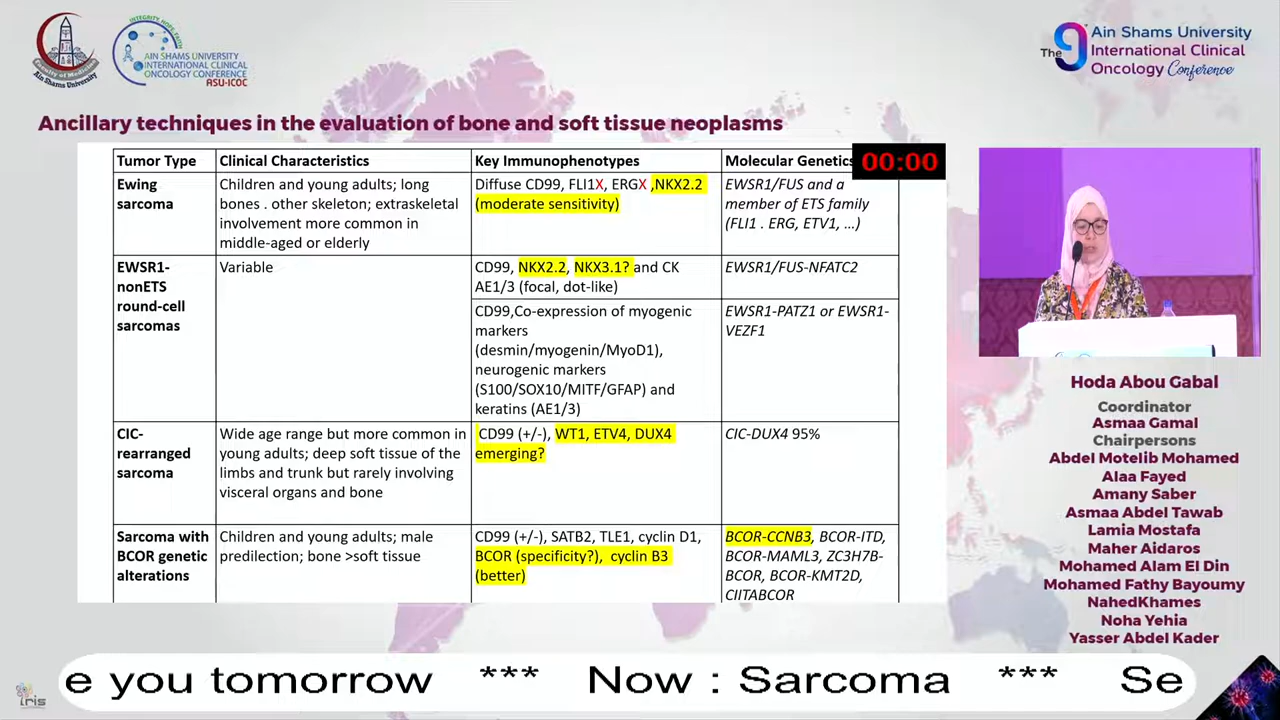 Faculty of Medicine
Ain Shams University
INTEGRITY, HOPE, FAITH
AIN SHAMS UNIVERSITY
INTERNATIONAL CLINICAL
ONCOLOGY CONFERENCE
ASU-ICOC
The 9
Ain Shams University
International Clinical
Oncology Conference
Ancillary techniques in the evaluation of bone and soft tissue neoplasms
Tumor Type
Clinical Characteristics
Key Immunophenotypes
Molecular Genetics
00:00
Ewing
sarcoma
Children and young adults; long
bones . other skeleton; extraskeletal
involvement more common in
middle-aged or elderly
Diffuse CD99, FLI1X, ERGX ,NKX2.2
(moderate sensitivity)
EWSR1/FUS and a
member of ETS family
(FLI1 . ERG, ETV1, ...)
EWSR1-
nonETS
round-cell
sarcomas
Variable
CD99, NKX2.2, NKX3.1? and CK
AE1/3 (focal, dot-like)
EWSR1/FUS-NFATC2
CD99,Co-expression of myogenic
markers
(desmin/myogenin/MyoD1),
neurogenic markers
(S100/SOX10/MITF/GFAP) and
keratins (AE1/3)
EWSR1-PATZ1 or EWSR1-
VEZF1
CIC-
rearranged
sarcoma
Wide age range but more common in
young adults; deep soft tissue of the
limbs and trunk but rarely involving
visceral organs and bone
CD99 (+/-), WT1, ETV4, DUX4
emerging?
CIC-DUX4 95%
Sarcoma with
BCOR genetic
alterations
Children and young adults; male
predilection; bone >soft tissue
CD99 (+/-), SATB2, TLE1, cyclin D1,
BCOR (specificity?), cyclin B3
(better)
BCOR-CCNB3, BCOR-ITD,
BCOR-MAML3, ZC3H7B-
BCOR, BCOR-KMT2D,
CIITABCOR
Hoda Abou Gabal
Coordinator
Asmaa Gamal
Chairpersons
Abdel Motelib Mohamed
Alaa Fayed
Amany Saber
Asmaa Abdel Tawab
Lamia Mostafa
Maher Aidaros
Mohamed Alam El Din
Mohamed Fathy Bayoumy
NahedKhames
Noha Yehia
Yasser Abdel Kader
e you tomorrow *** Now : Sarcoma *** Se
iris